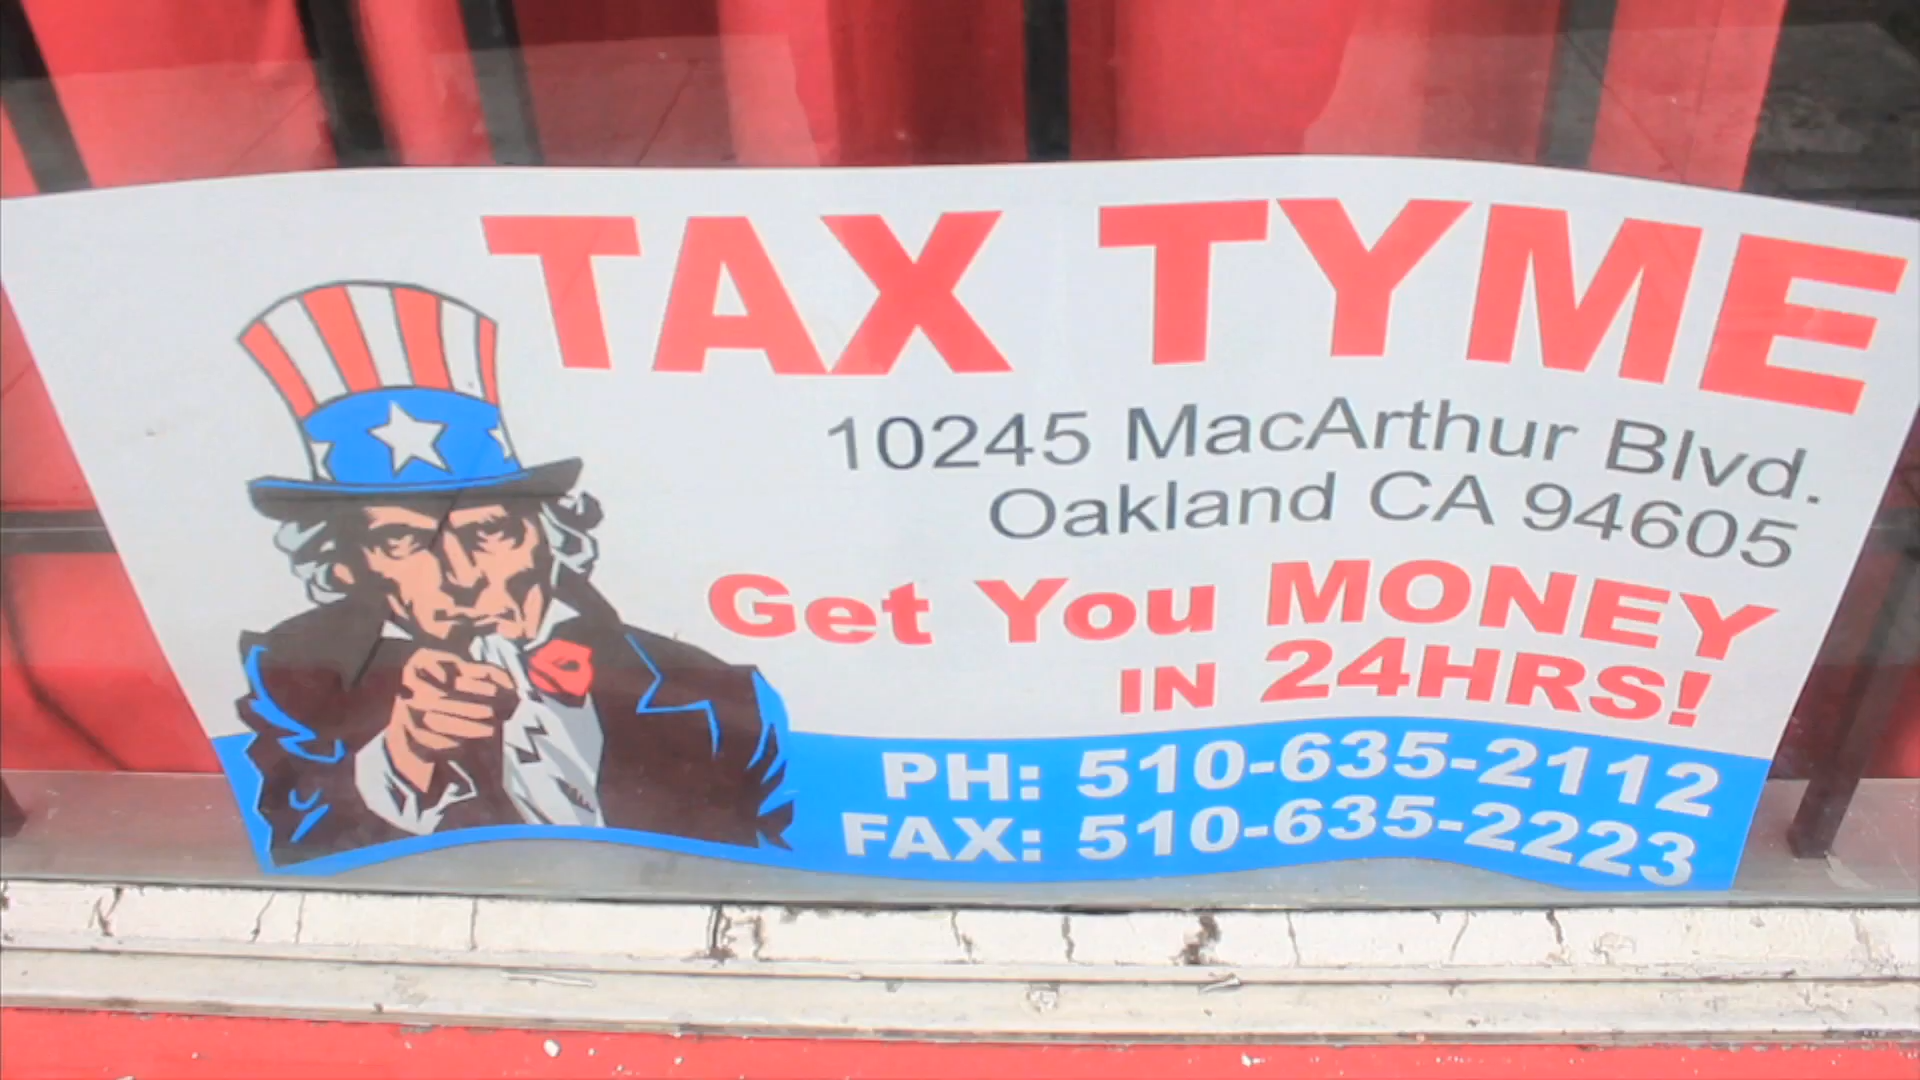 TAX TYME
10245 MacArthur Blvd.
Oakland CA 94605
Get You MONEY
IN 24HRS!
PH: 510-635-2112
FAX: 510-635-2223